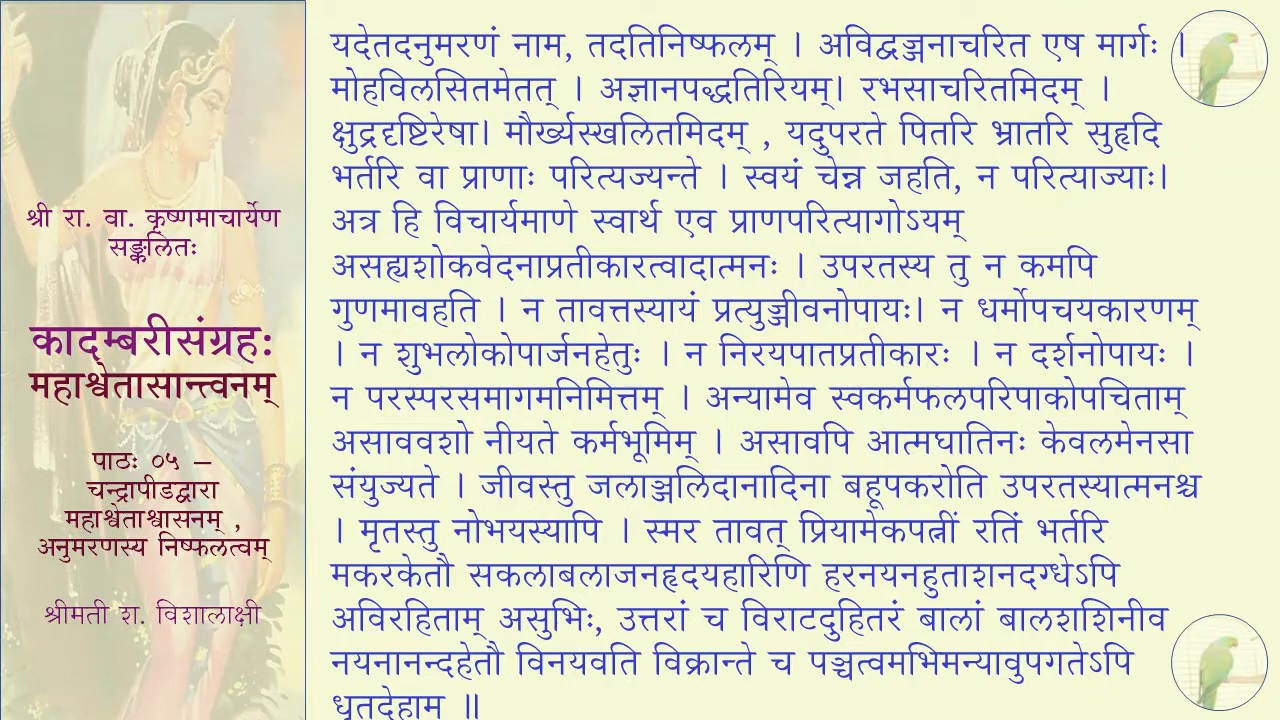 श्री रा. वा. कृष्णमाचार्येण
सङ्कलितः
कादम्बरीसंग्रहः
महाश्वेतासान्त्वनम्
पाठः ०५ –
चन्द्रापीडद्वारा
महाश्वेताश्वासनम् ,
अनुमरणस्य निष्फलत्वम्
श्रीमती श. विशालाक्षी
यदेतदनुमरणं नाम, तदतिनिष्फलम् । अविद्वज्जनाचरित एष मार्गः ।
मोहविलसितमेतत् । अज्ञानपद्धतिरियम्। रभसाचरितमिदम् ।
क्षुद्रदृष्टिरेषा। मौर्ख्यस्खलितमिदम् , यदुपरते पितरि भ्रातरि सुहृदि
भर्तरि वा प्राणाः परित्यज्यन्ते । स्वयं चेन्न जहति, न परित्याज्याः।
अत्र हि विचार्यमाणे स्वार्थ एव प्राणपरित्यागोऽयम्
असह्यशोकवेदनाप्रतीकारत्वादात्मनः । उपरतस्य तु न कमपि
गुणमावहति । न तावत्तस्यायं प्रत्युज्जीवनोपायः। न धर्मोपचयकारणम्
। न शुभलोकोपार्जनहेतुः । न निरयपातप्रतीकारः । न दर्शनोपायः ।
न परस्परसमागमनिमित्तम् । अन्यामेव स्वकर्मफलपरिपाकोपचिताम्
असाववशो नीयते कर्मभूमिम् । असावपि आत्मघातिनः केवलमेनसा
संयुज्यते । जीवस्तु जलाञ्जलिदानादिना बहूपकरोति उपरतस्यात्मनश्च
। मृतस्तु नोभयस्यापि । स्मर तावत् प्रियामेकपत्नीं रतिं भर्तरि
मकरकेतौ सकलाबलाजनहृदयहारिणि हरनयनहुताशनदग्धेऽपि
अविरहिताम् असुभिः, उत्तरां च विराटदुहितरं बालां बालशशिनीव
नयनानन्दहेतौ विनयवति विक्रान्ते च पञ्चत्वमभिमन्यावुपगतेऽपि
धृतदेहाम ॥